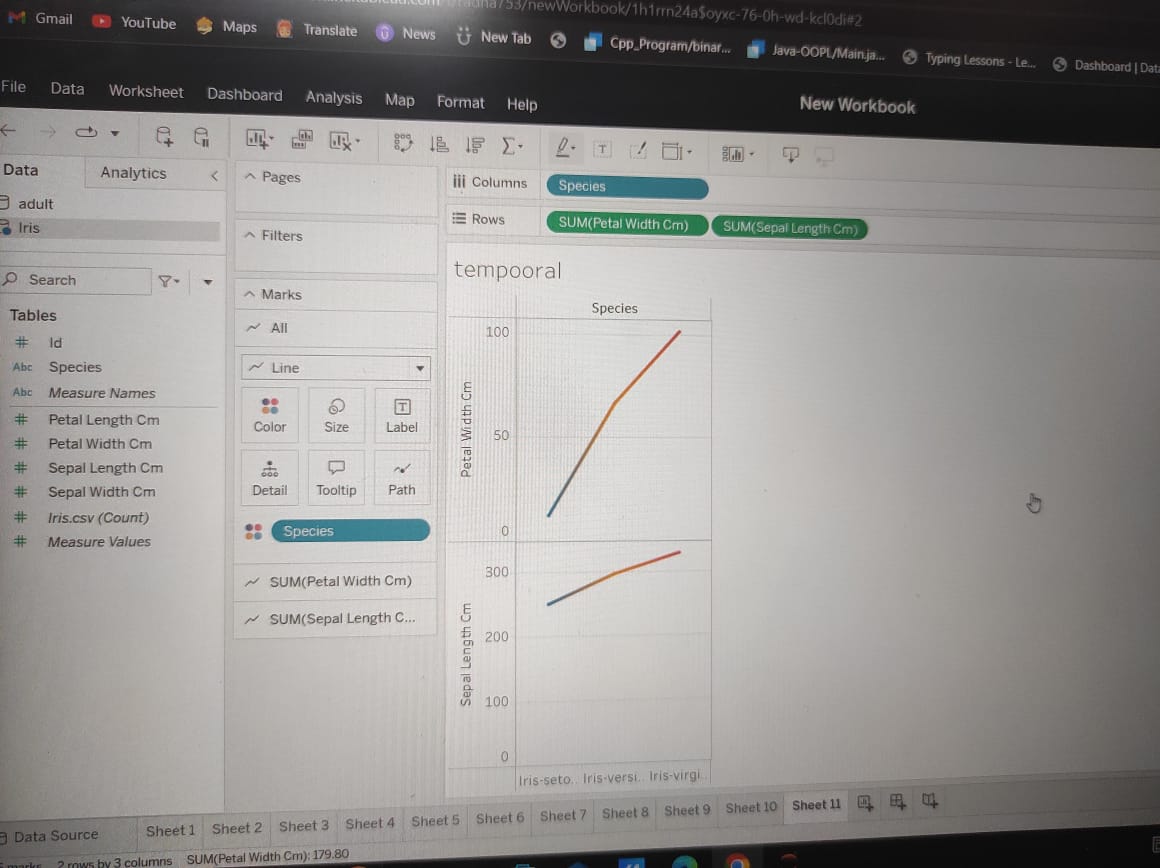 /newWorkbook/1h1rrn24a$oyxc-76-0h-wd-kcl0di#2
Gmail YouTube Maps Translate News New Tab Cpp_Program/binar... Java-OOPL/Main.ja... Typing Lessons - Le... Dashboard | Data
File Data Worksheet Dashboard Analysis Map Format Help New Workbook
Data Analytics
adult
Iris
Search
Tables
Id
Abc Species
Abc Measure Names
Petal Length Cm
Petal Width Cm
Sepal Length Cm
Sepal Width Cm
Iris.csv (Count)
Measure Values
Pages
Filters
Marks
All
Line
Color Size Label
Detail Tooltip Path
Species
SUM(Petal Width Cm)
SUM(Sepal Length C...
Columns Species
Rows SUM(Petal Width Cm) SUM(Sepal Length Cm)
tempooral
Species
Petal Width Cm
100
50
0
Sepal Length Cm
300
200
100
0
Iris-seto.. Iris-versi.. Iris-virgi..
Data Source Sheet 1 Sheet 2 Sheet 3 Sheet 4 Sheet 5 Sheet 6 Sheet 7 Sheet 8 Sheet 9 Sheet 10 Sheet 11
marks 2 rows by 3 columns SUM(Petal Width Cm): 179.80